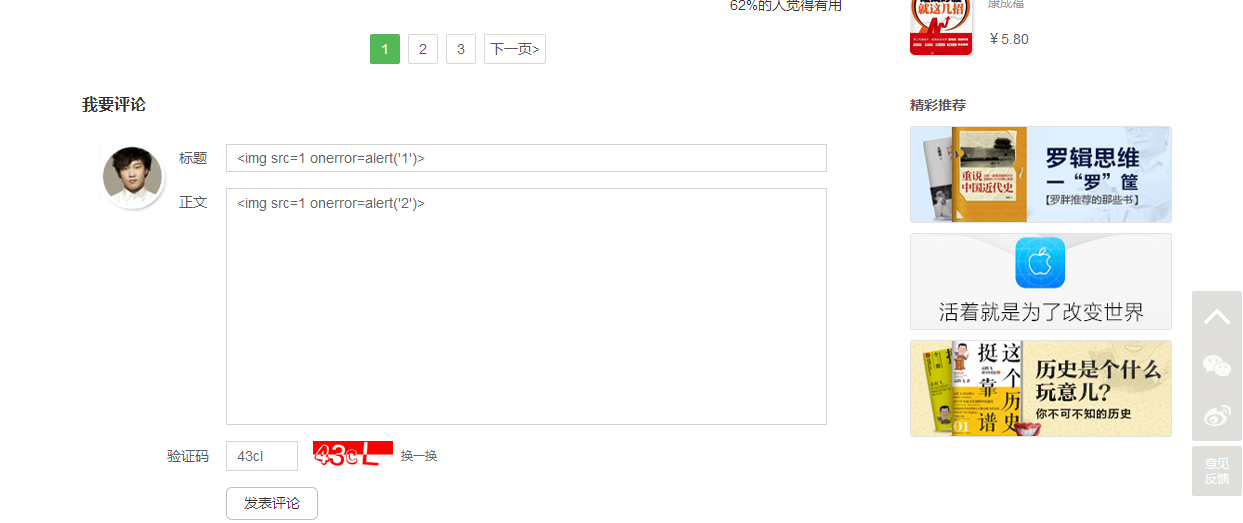 62%的人觉得有用
康成福
就这几招
￥5.80
1 2 3 下一页>
我要评论
标题
<img src=1 onerror=alert('1')>
正文
<img src=1 onerror=alert('2')>
验证码
43cl
43cL
换一换
发表评论
精彩推荐
重说
中国近代史
罗辑思维
一“罗”筐
【罗胖推荐的那些书】
活着就是为了改变世界
这个历史
挺靠谱
01
历史是个什么
玩意儿?
你不可不知的历史
意见
反馈